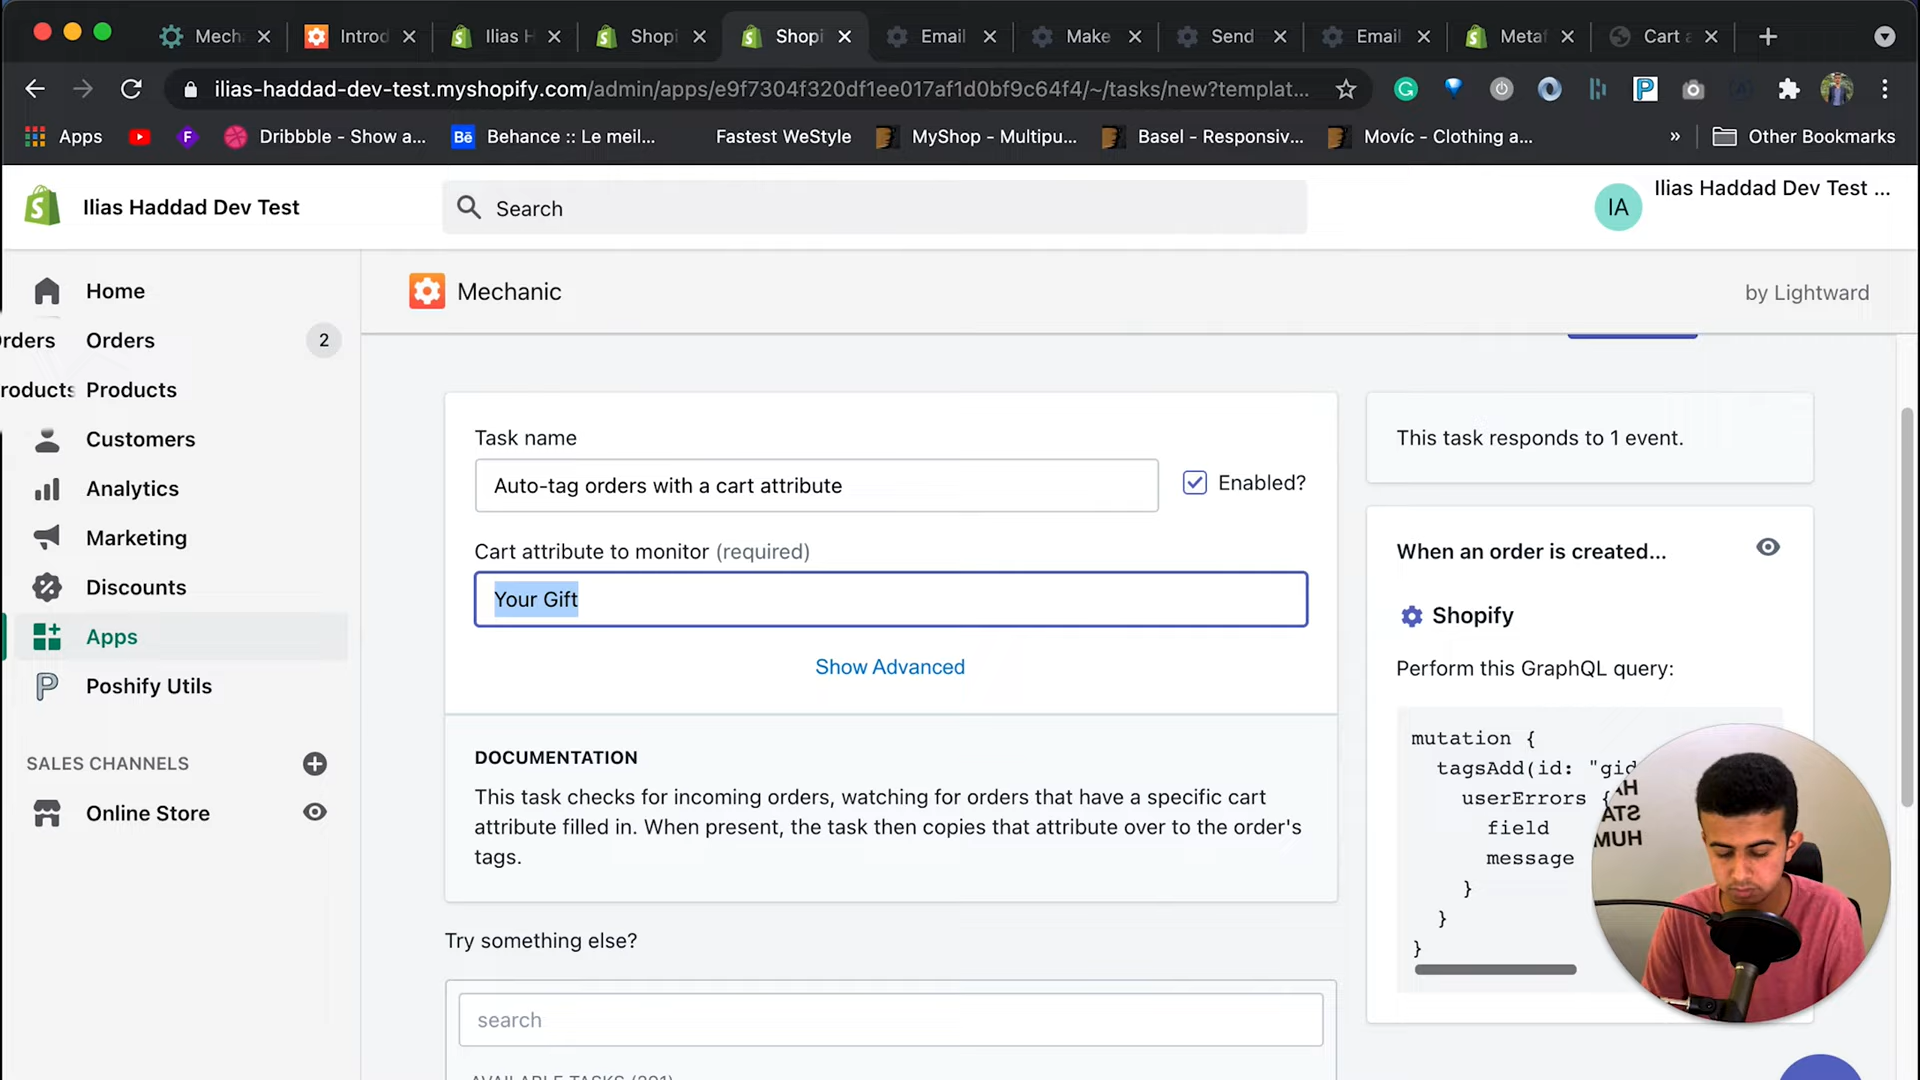 Mech
Introd
Ilias H
Shopi
Shopi
Email
Make
Send
Email
Metaf
Cart a
ilias-haddad-dev-test.myshopify.com/admin/apps/e9f7304f320df1ee017af1d0bf9c64f4/~/tasks/new?templat...
Apps
Dribbble - Show a...
Behance :: Le meil...
Fastest WeStyle
MyShop - Multipu...
Basel - Responsiv...
Movíc - Clothing a...
»
Other Bookmarks
Ilias Haddad Dev Test
Search
IA
Ilias Haddad Dev Test ...
Home
rders
Orders
2
roducts
Products
Customers
Analytics
Marketing
Discounts
Apps
Poshify Utils
SALES CHANNELS
Online Store
Mechanic
by Lightward
Task name
Auto-tag orders with a cart attribute
Enabled?
Cart attribute to monitor (required)
Your Gift
Show Advanced
DOCUMENTATION
This task checks for incoming orders, watching for orders that have a specific cart
attribute filled in. When present, the task then copies that attribute over to the order's
tags.
Try something else?
search
AVAILABLE TASKS (201)
This task responds to 1 event.
When an order is created...
Shopify
Perform this GraphQL query:
mutation {
tagsAdd(id: "gid
userErrors {
field
message
}
}
}